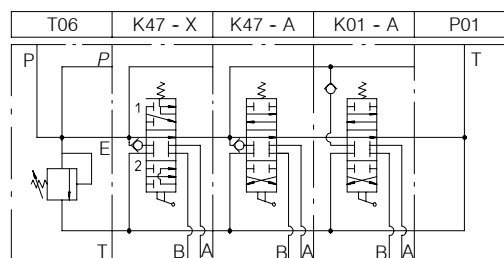 T06 K47 - X K47 - A K01 - A P01
P P T
1
E
2
T B A B A B A